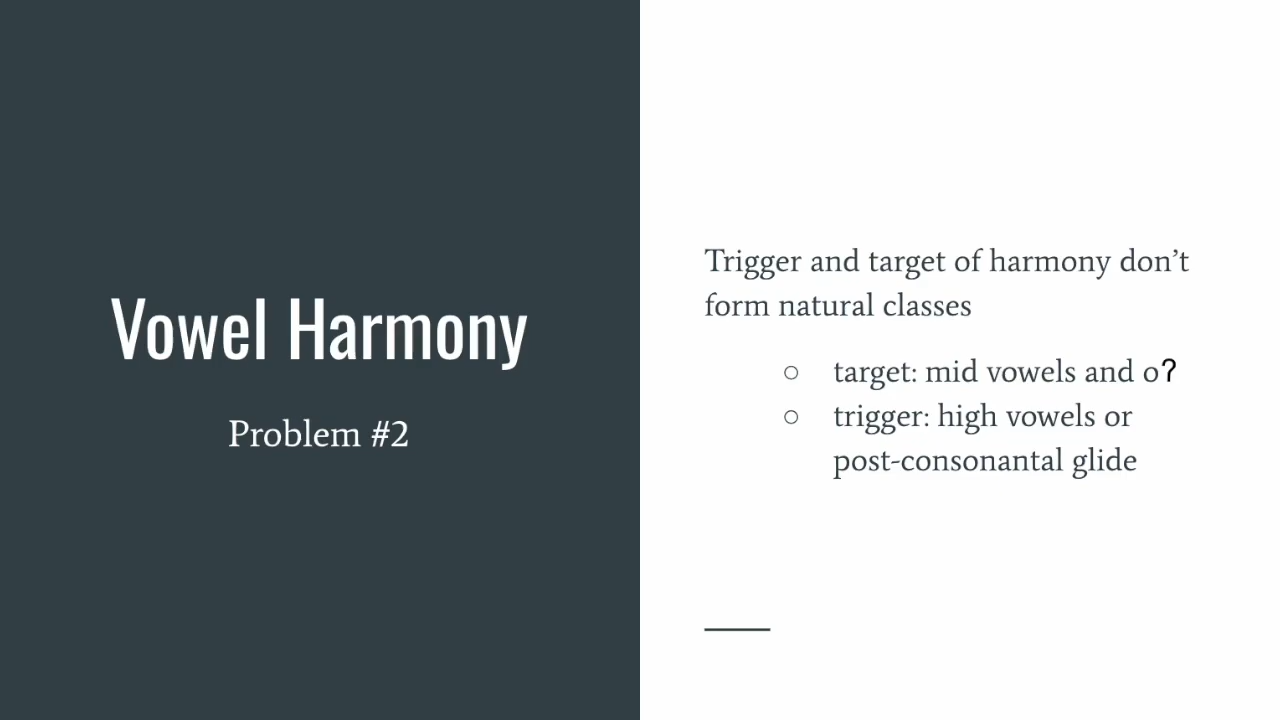 Vowel Harmony
Problem #2
Trigger and target of harmony don’t
form natural classes
○ target: mid vowels and o?
○ trigger: high vowels or
post-consonantal glide